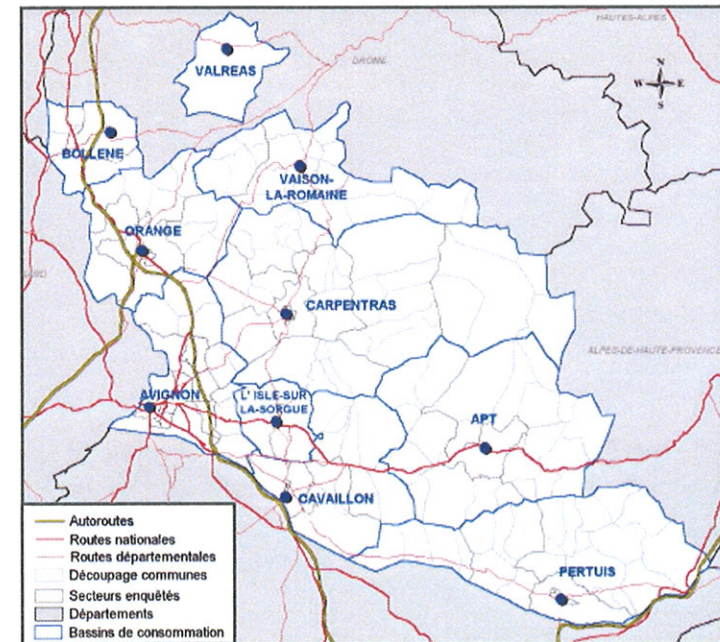 HAUTES-ALPES
DROME
N
W E
S
VALREAS
BOLLENE
VAISON-
LA-ROMAINE
ORANGE
CARPENTRAS
ALPES-DE-HAUTE-PROVENCE
AVIGNON
L' ISLE-SUR
LA-SORGUE
APT
CAVAILLON
PERTUIS
Autoroutes
Routes nationales
Routes départementales
Découpage communes
Secteurs enquêtés
Départements
Bassins de consommation